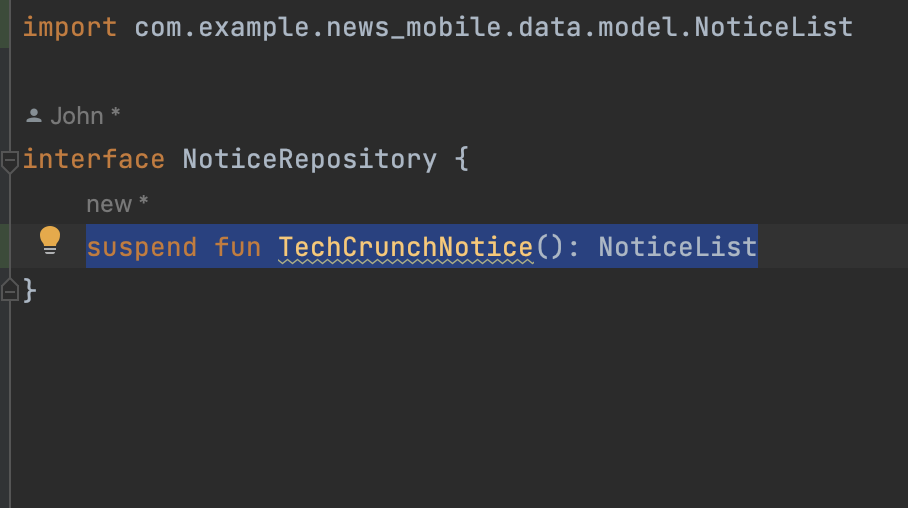 import com.example.news_mobile.data.model.NoticeList
John *
interface NoticeRepository {
new *
suspend fun TechCrunchNotice(): NoticeList
}